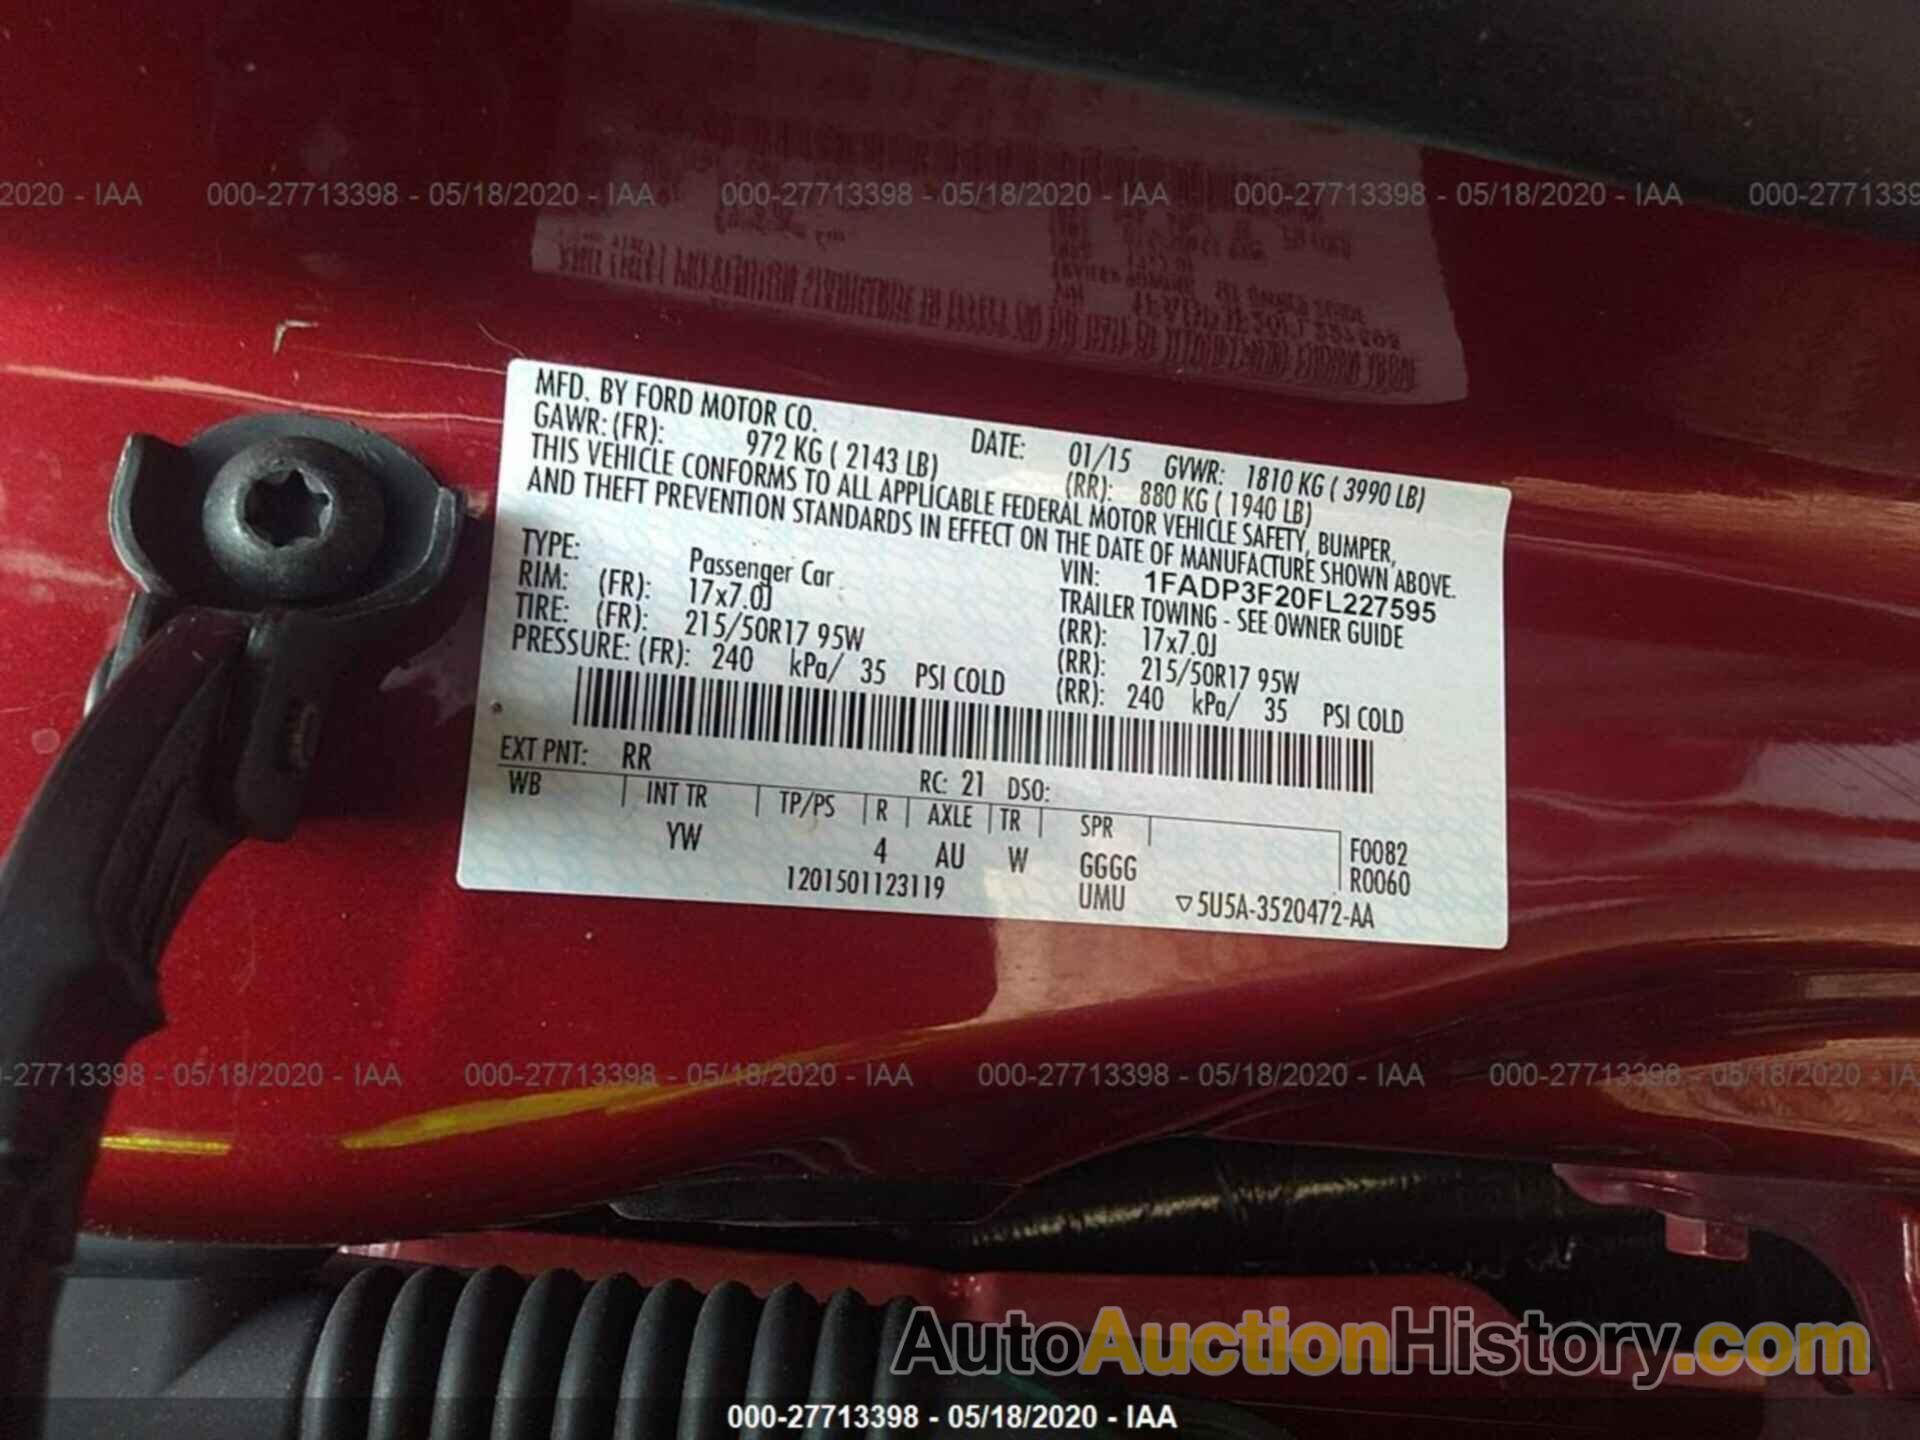 2020 - IAA 000-27713398 - 05/18/2020 - IAA 000-27713398 - 05/18/2020 - IAA 000-27713398 - 05/18/2020 - IAA 000-2771339
MFD. BY FORD MOTOR CO. DATE: 01/15 GVWR: 1810 KG ( 3990 LB)
GAWR: (FR): 972 KG ( 2143 LB) (RR): 880 KG ( 1940 LB)
THIS VEHICLE CONFORMS TO ALL APPLICABLE FEDERAL MOTOR VEHICLE SAFETY, BUMPER,
AND THEFT PREVENTION STANDARDS IN EFFECT ON THE DATE OF MANUFACTURE SHOWN ABOVE.
VIN: 1FADP3F20FL227595
TYPE: Passenger Car TRAILER TOWING - SEE OWNER GUIDE
RIM: (FR): 17x7.0J (RR): 17x7.0J
TIRE: (FR): 215/50R17 95W (RR): 215/50R17 95W
PRESSURE: (FR): 240 kPa/ 35 PSI COLD (RR): 240 kPa/ 35 PSI COLD
EXT PNT: RR RC: 21 DSO:
WB INT TR TP/PS R AXLE TR SPR F0082
YW 4 AU W GGGG R0060
1201501123119 UMU ▽5U5A-3520472-AA
-27713398 - 05/18/2020 - IAA 000-27713398 - 05/18/2020 - IAA 000-27713398 - 05/18/2020 - IAA 000-27713398 - 05/18/2020 - IA
AutoAuctionHistory.com
000-27713398 - 05/18/2020 - IAA